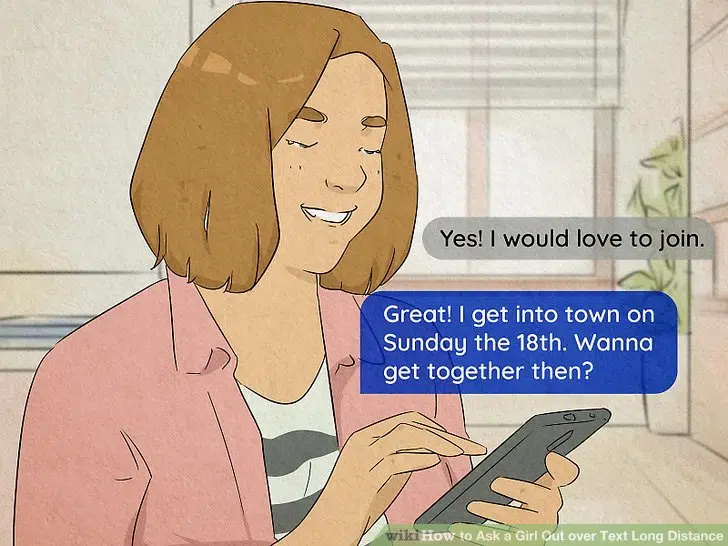 Yes! I would love to join.
Great! I get into town on
Sunday the 18th. Wanna
get together then?
wikiHow to Ask a Girl Out over Text Long Distance